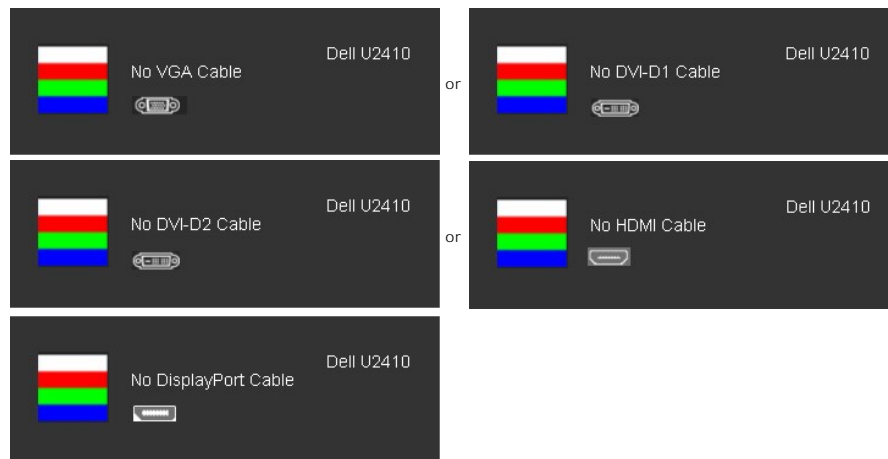 Dell U2410
No VGA Cable
or
Dell U2410
No DVI-D1 Cable
Dell U2410
No DVI-D2 Cable
or
Dell U2410
No HDMI Cable
Dell U2410
No DisplayPort Cable